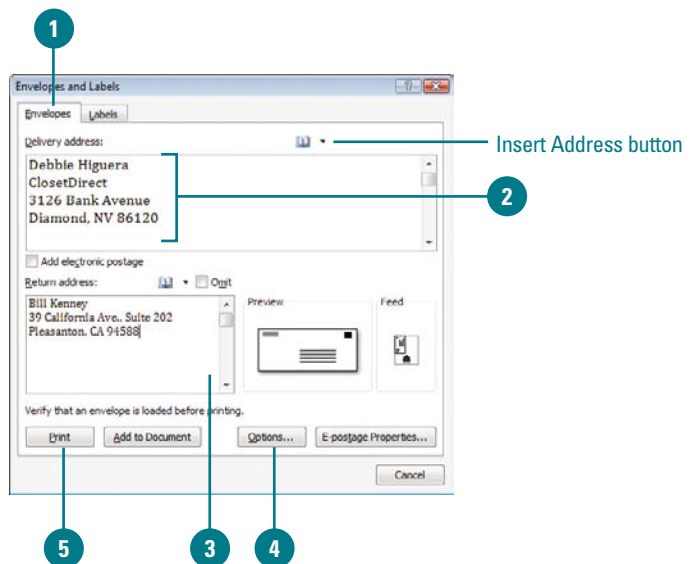 1
Envelopes and Labels
Envelopes Labels
Delivery address:
Insert Address button
Debbie Higuera
ClosetDirect
3126 Bank Avenue
Diamond, NV 86120
2
Add electronic postage
Return address: Omit
Bill Kenney
39 California Ave., Suite 202
Pleasanton, CA 94588
Preview
Feed
Verify that an envelope is loaded before printing.
Print Add to Document Options... E-postage Properties...
Cancel
5 3 4